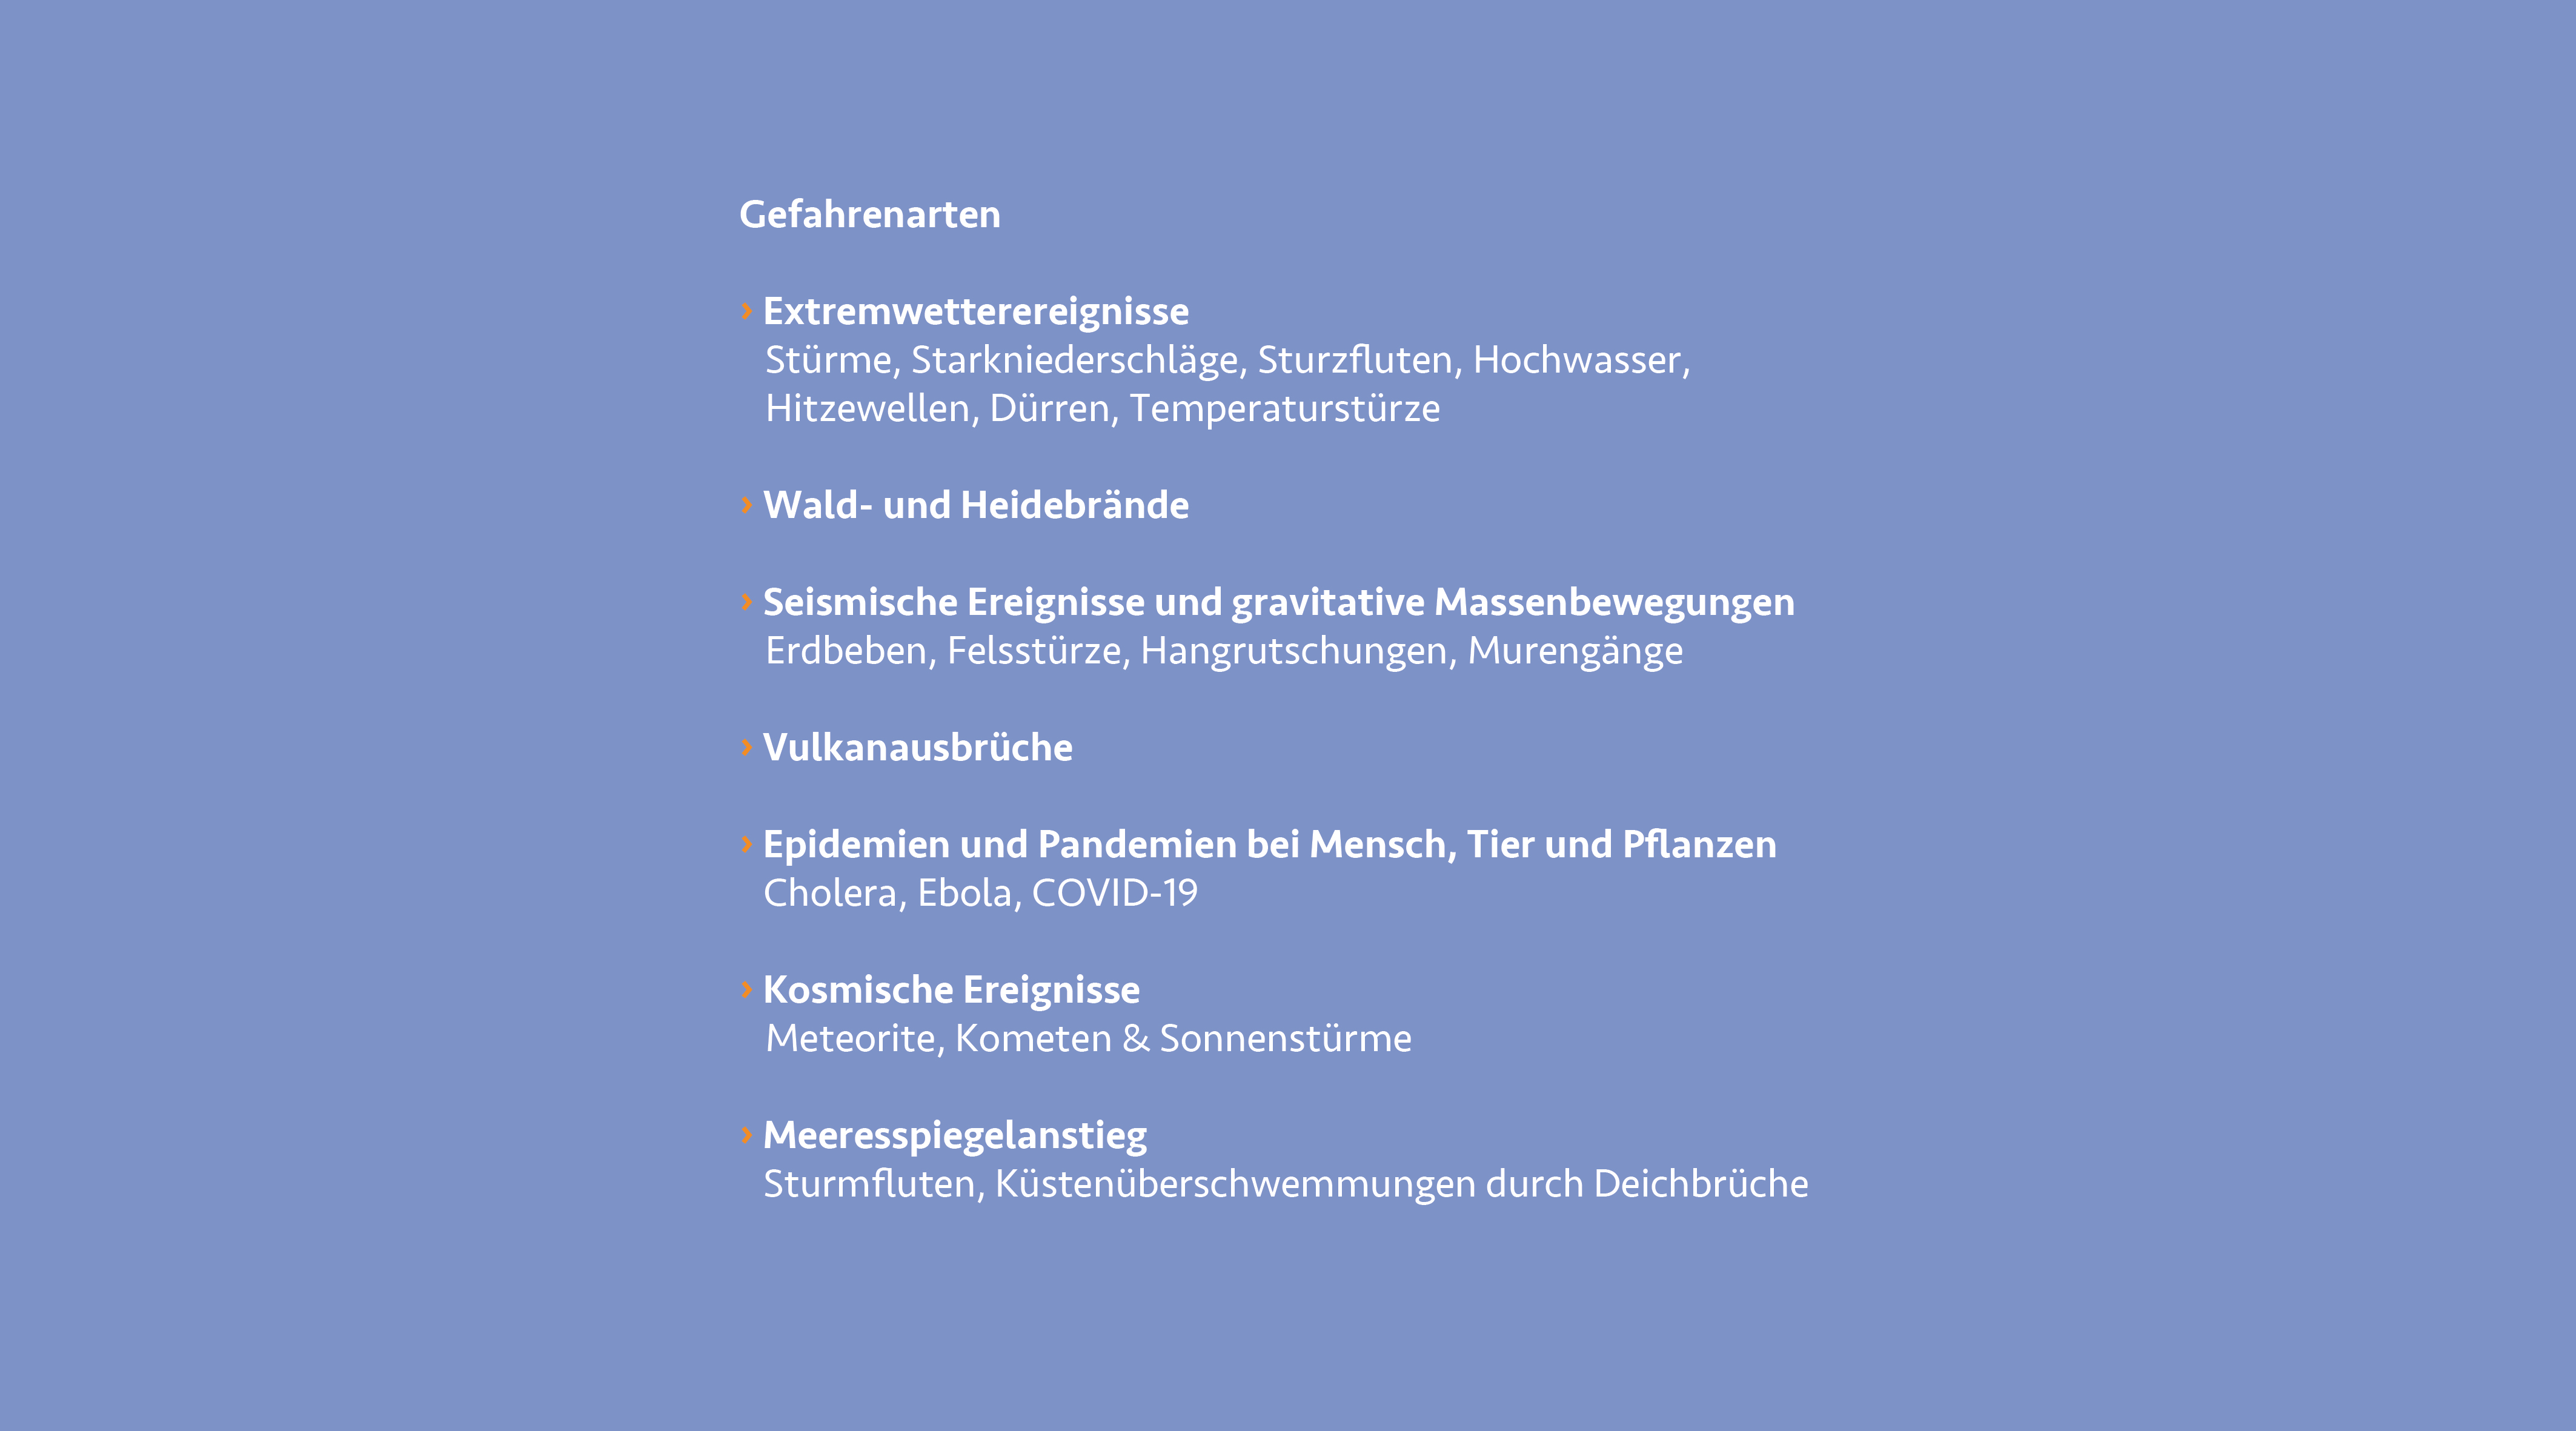 Gefahrenarten
› Extremwetterereignisse
Stürme, Starkniederschläge, Sturzfluten, Hochwasser,
Hitzewellen, Dürren, Temperaturstürze
› Wald- und Heidebrände
› Seismische Ereignisse und gravitative Massenbewegungen
Erdbeben, Felsstürze, Hangrutschungen, Murengänge
› Vulkanausbrüche
› Epidemien und Pandemien bei Mensch, Tier und Pflanzen
Cholera, Ebola, COVID-19
› Kosmische Ereignisse
Meteorite, Kometen & Sonnenstürme
› Meeresspiegelanstieg
Sturmfluten, Küstenüberschwemmungen durch Deichbrüche